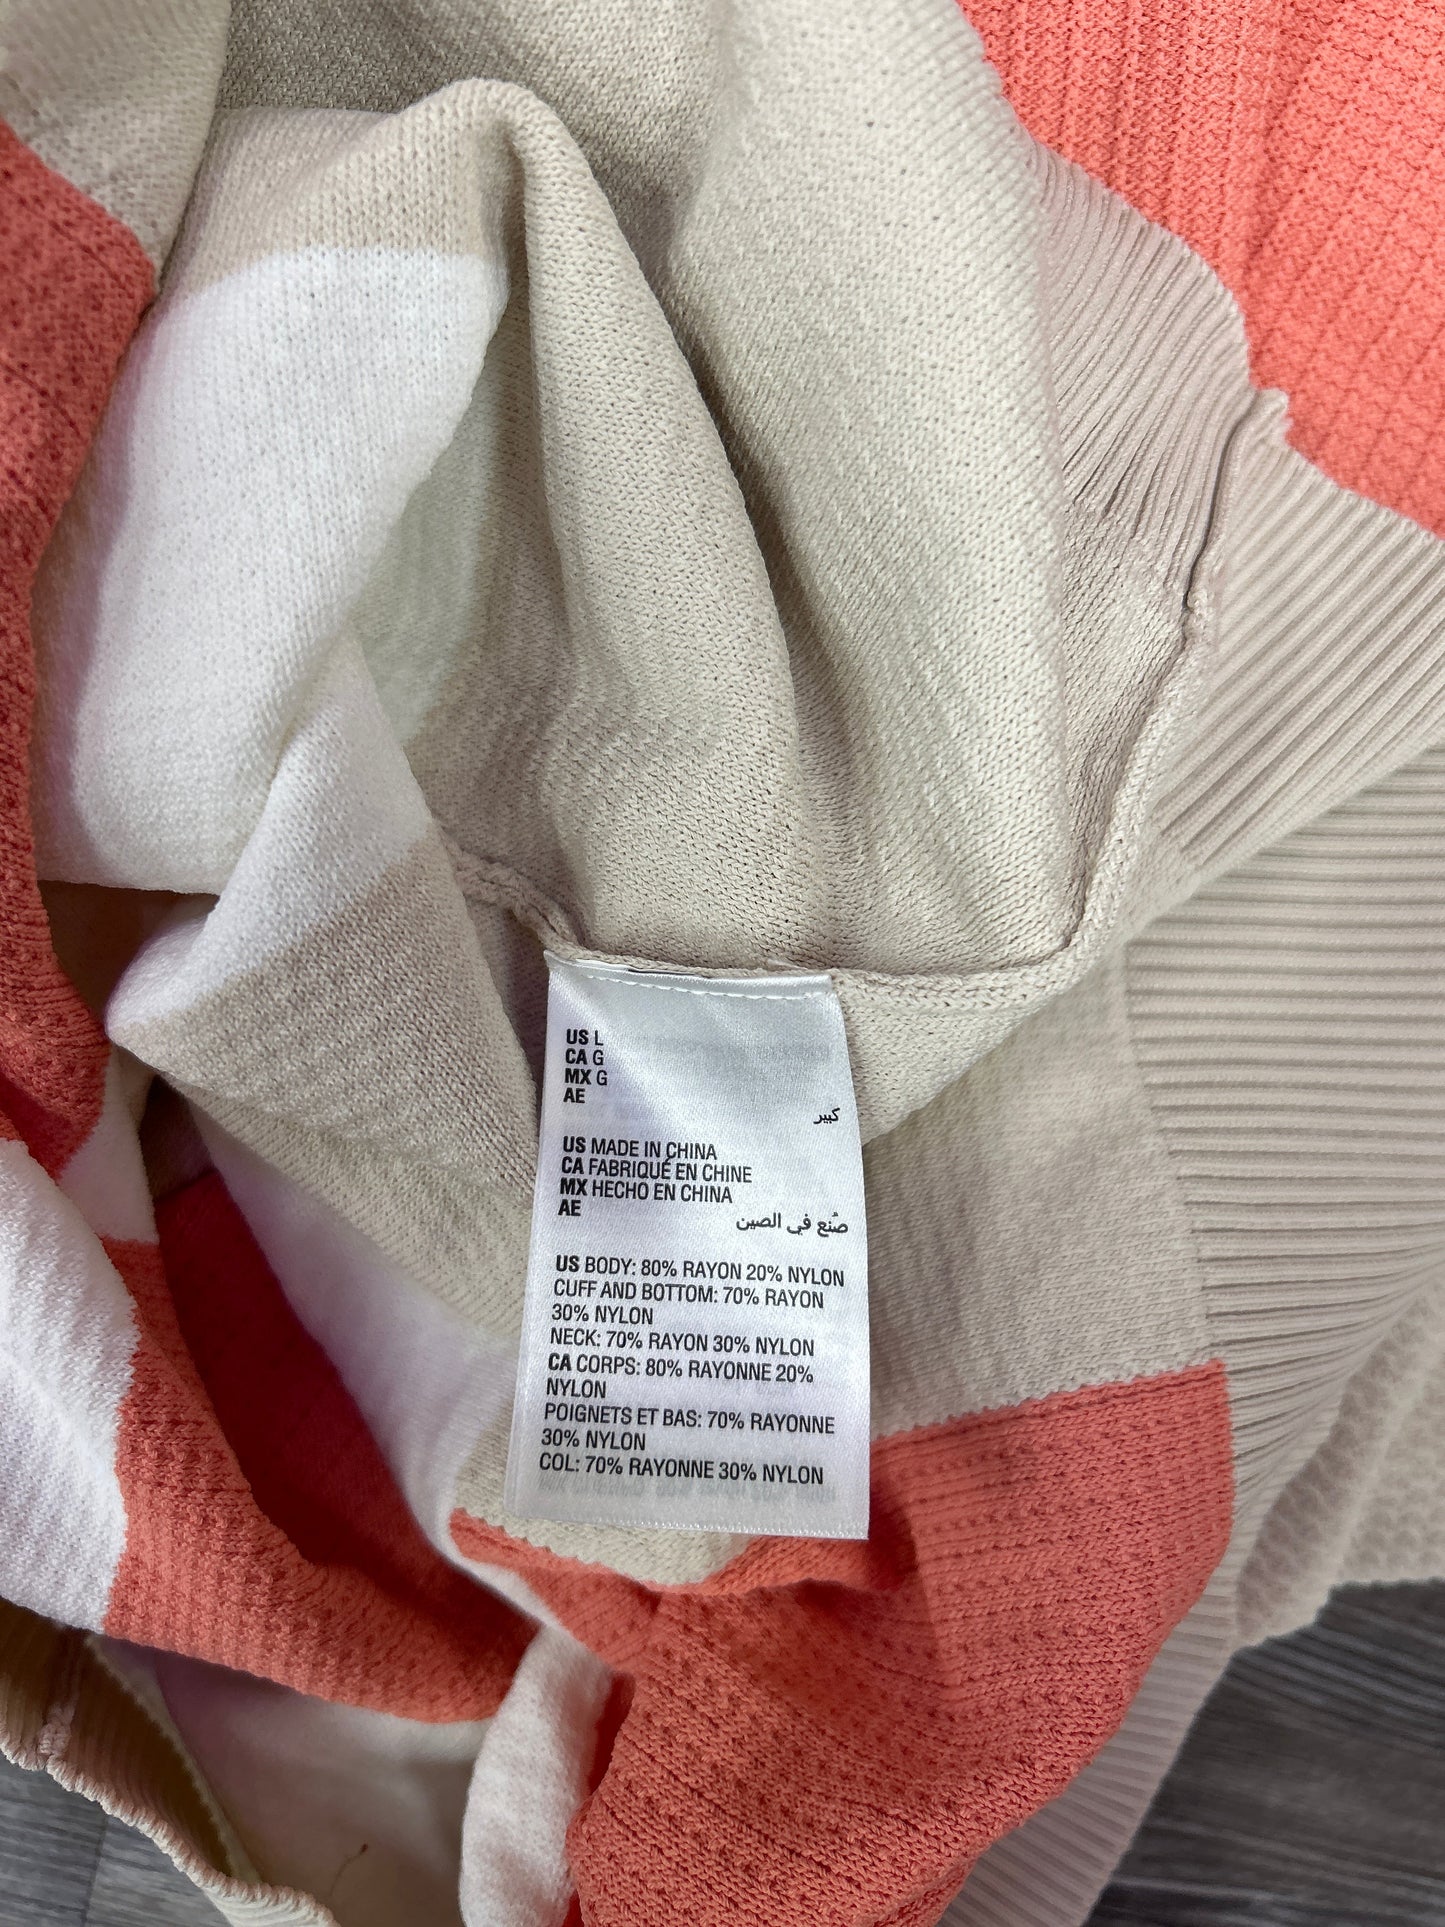 US L
CA G
MX G
AE
كبير
US MADE IN CHINA
CA FABRIQUÉ EN CHINE
MX HECHO EN CHINA
AE
صُنع في الصين
US BODY: 80% RAYON 20% NYLON
CUFF AND BOTTOM: 70% RAYON
30% NYLON
NECK: 70% RAYON 30% NYLON
CA CORPS: 80% RAYONNE 20%
NYLON
POIGNETS ET BAS: 70% RAYONNE
30% NYLON
COL: 70% RAYONNE 30% NYLON